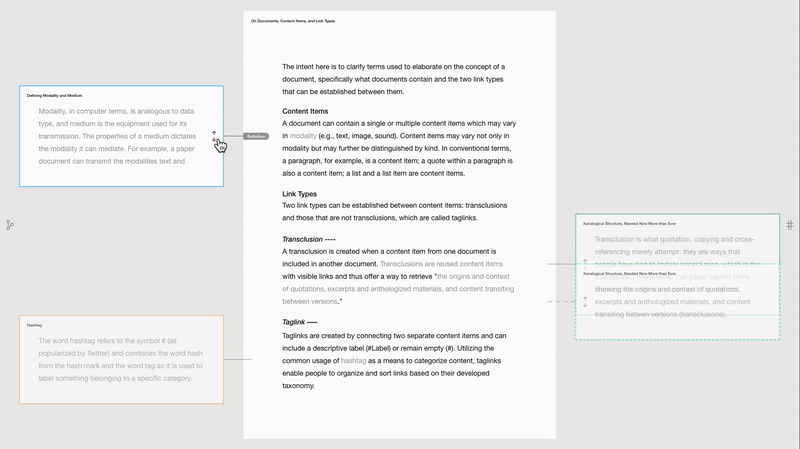 On Documents, Content Items, and Link Types
The intent here is to clarify terms used to elaborate on the concept of a
document, specifically what documents contain and the two link types
that can be established between them.
Content Items
A document can contain a single or multiple content items which may vary
in modality (e.g., text, image, sound). Content items may vary not only in
modality but may further be distinguished by kind. In conventional terms,
a paragraph, for example, is a content item; a quote within a paragraph is
also a content item; a list and a list item are content items.
Link Types
Two link types can be established between content items: transclusions
and those that are not transclusions, which are called taglinks.
Transclusion ----
A transclusion is created when a content item from one document is
included in another document. Transclusions are reused content items
with visible links and thus offer a way to retrieve "the origins and context
of quotations, excerpts and anthologized materials, and content transiting
between versions."
Taglink —–
Taglinks are created by connecting two separate content items and can
include a descriptive label (#Label) or remain empty (#). Utilizing the
common usage of hashtag as a means to categorize content, taglinks
enable people to organize and sort links based on their developed
taxonomy.
Defining Modality and Medium
Modality, in computer terms, is analogous to data
type, and medium is the equipment used for its
transmission. The properties of a medium dictates
the modality it can mediate. For example, a paper
document can transmit the modalities text and
Definition
Hashtag
The word hashtag refers to the symbol # (as
popularized by Twitter) and combines the word hash
from the hash mark and the word tag as it is used to
label something belonging to a specific category.
Xanalogical Structure, Needed Now More than Ever
Transclusion is what quotation, copying and cross-
referencing merely attempt: they are ways that
Xanalogical Structure, Needed Now More than Ever
showing the origins and context of quotations,
excerpts and anthologized materials, and content
transiting betwen versions (transclusions).
#